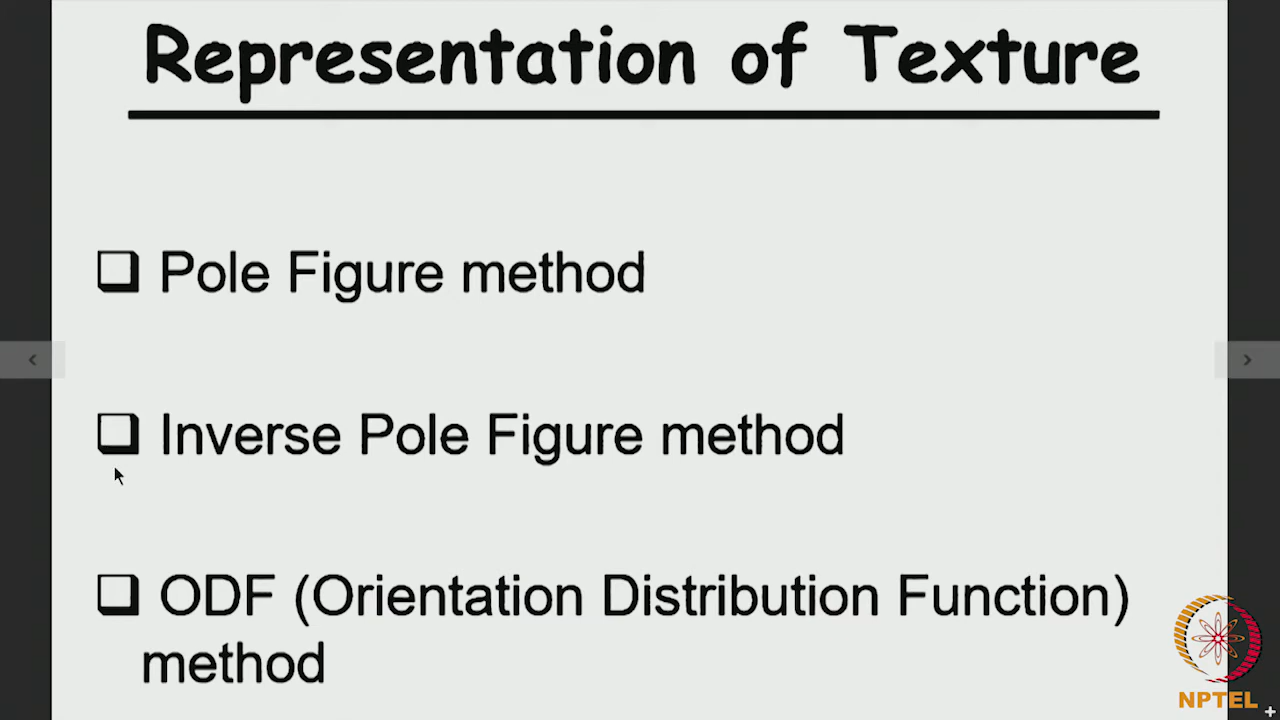 Representation of Texture
❑ Pole Figure method
❑ Inverse Pole Figure method
❑ ODF (Orientation Distribution Function)
method
NPTEL